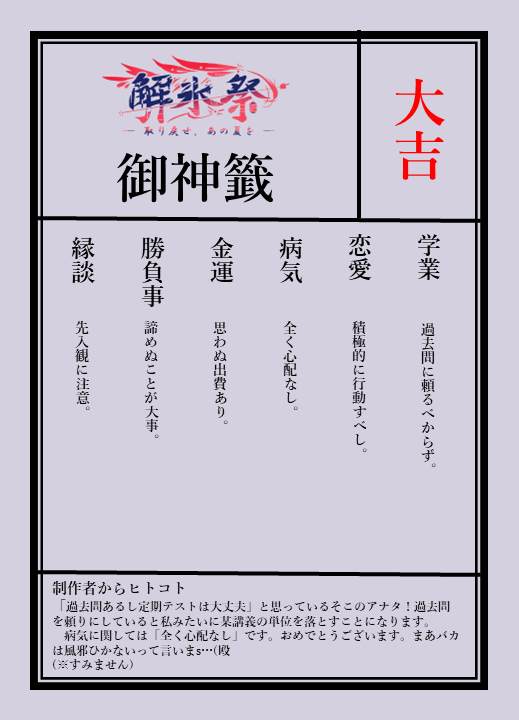 解氷祭
取り戻せ、あの夏を
御神籤
大吉
学業
過去問に頼るべからず。
恋愛
積極的に行動すべし。
病気
全く心配なし。
金運
思わぬ出費あり。
勝負事
諦めぬことが大事。
縁談
先入観に注意。
制作者からヒトコト
「過去問あるし定期テストは大丈夫」と思っているそこのアナタ！過去問
を頼りにしていると私みたいに某講義の単位を落とすことになります。
病気に関しては「全く心配なし」です。おめでとうございます。まあバカ
は風邪ひかないって言いまs…(殴
(※すみません)